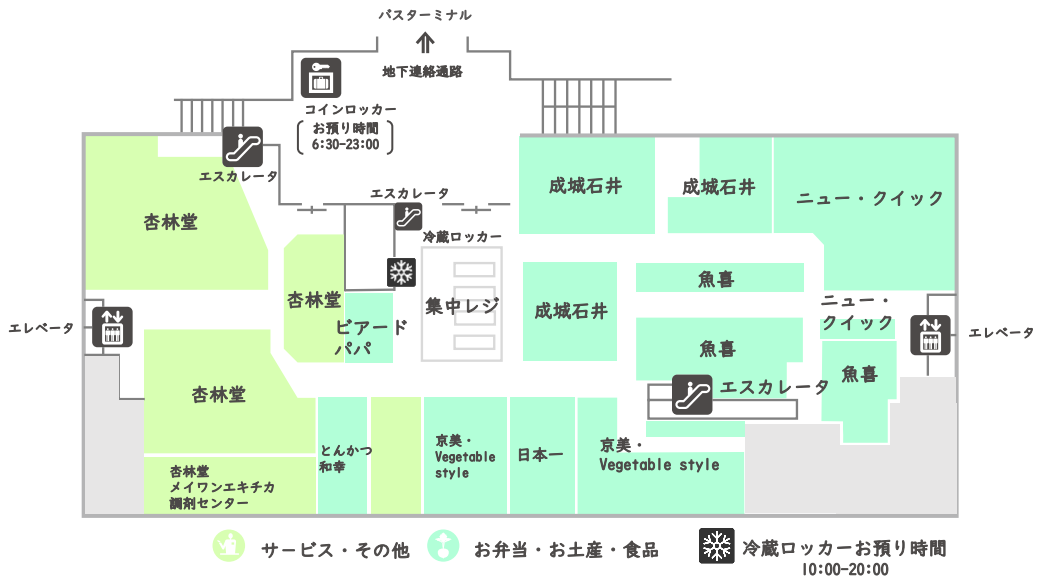 バスターミナル
地下連絡通路
コインロッカー
お預り時間
6:30-23:00
エスカレータ
エスカレータ
冷蔵ロッカー
成城石井
成城石井
ニュー・クイック
杏林堂
杏林堂
集中レジ
成城石井
魚喜
ニュー・
クイック
エレベータ
ビアード
パパ
魚喜
エレベータ
魚喜
エスカレータ
杏林堂
とんかつ
和幸
京美・
Vegetable
style
日本一
京美・
Vegetable style
杏林堂
メイワンエキチカ
調剤センター
サービス・その他
お弁当・お土産・食品
冷蔵ロッカーお預り時間
10:00-20:00